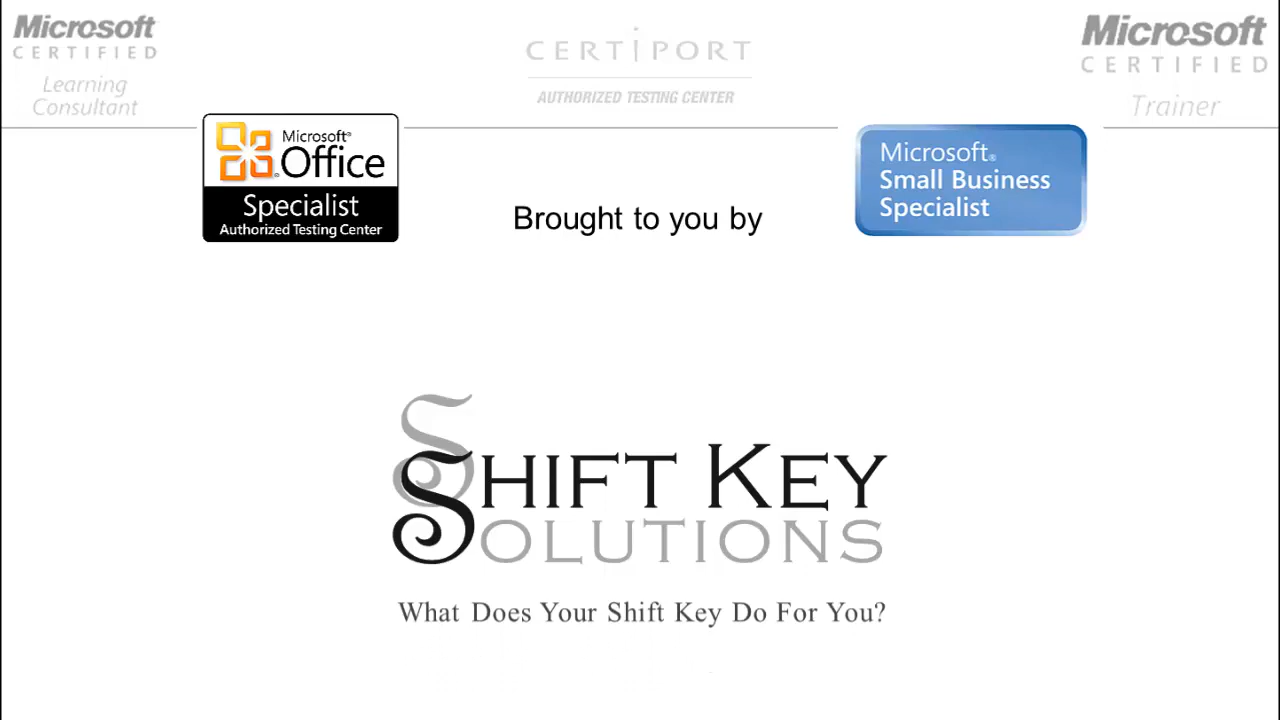 Microsoft
CERTIFIED
Learning
Consultant
CERTIPORT
AUTHORIZED TESTING CENTER
Microsoft
CERTIFIED
Trainer
Microsoft®
Office
Specialist
Authorized Testing Center
Brought to you by
Microsoft®
Small Business
Specialist
SHIFT KEY
SOLUTIONS
What Does Your Shift Key Do For You?